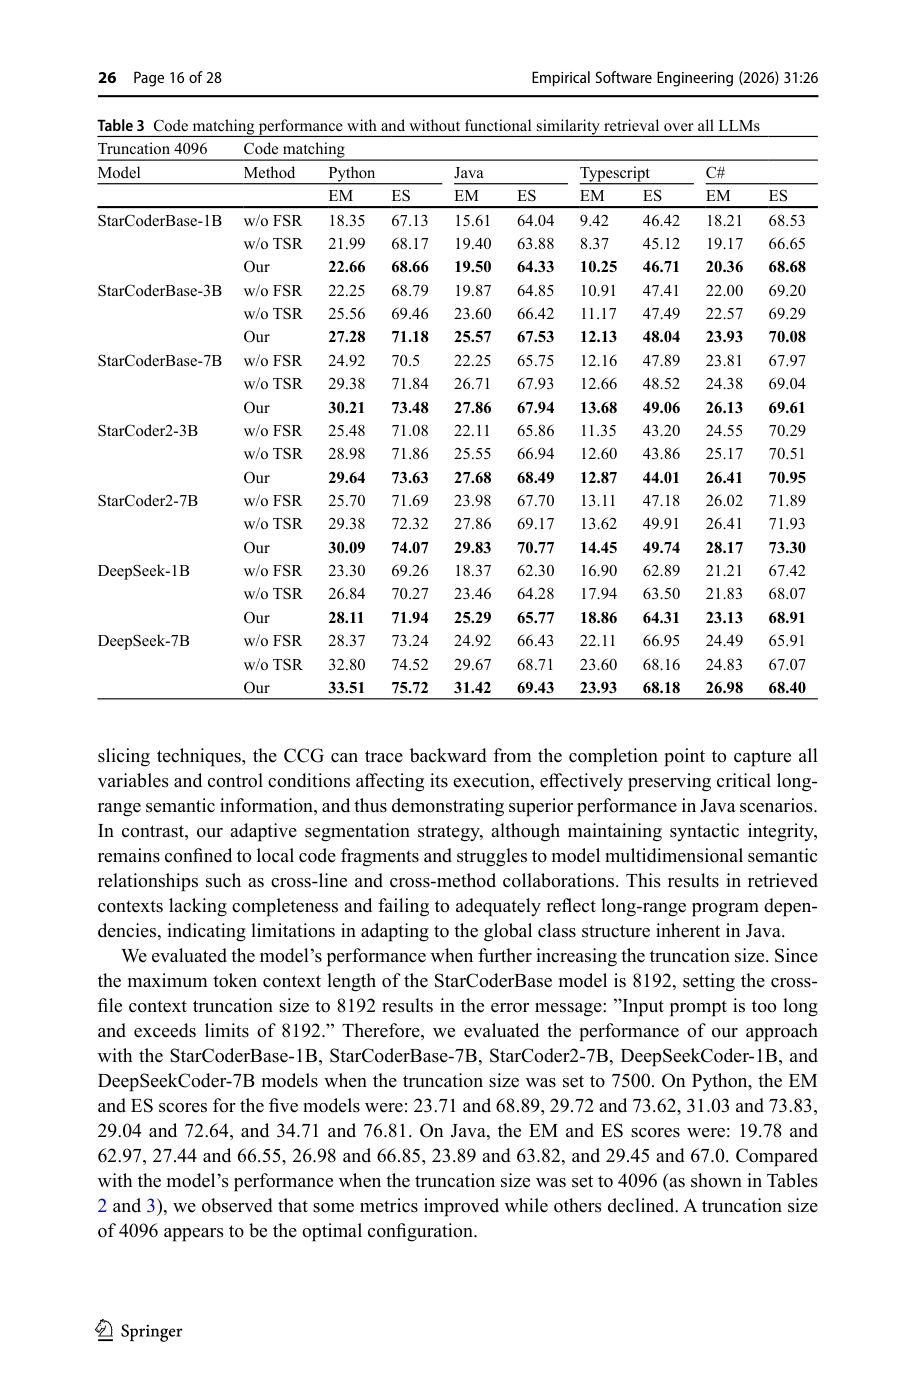 26 Page 16 of 28 Empirical Software Engineering (2026) 31:26
Table 3 Code matching performance with and without functional similarity retrieval over all LLMs
Truncation 4096 Code matching
Model Method Python Java Typescript C#
EM ES EM ES EM ES EM ES
StarCoderBase-1B w/o FSR 18.35 67.13 15.61 64.04 9.42 46.42 18.21 68.53
w/o TSR 21.99 68.17 19.40 63.88 8.37 45.12 19.17 66.65
Our 22.66 68.66 19.50 64.33 10.25 46.71 20.36 68.68
StarCoderBase-3B w/o FSR 22.25 68.79 19.87 64.85 10.91 47.41 22.00 69.20
w/o TSR 25.56 69.46 23.60 66.42 11.17 47.49 22.57 69.29
Our 27.28 71.18 25.57 67.53 12.13 48.04 23.93 70.08
StarCoderBase-7B w/o FSR 24.92 70.5 22.25 65.75 12.16 47.89 23.81 67.97
w/o TSR 29.38 71.84 26.71 67.93 12.66 48.52 24.38 69.04
Our 30.21 73.48 27.86 67.94 13.68 49.06 26.13 69.61
StarCoder2-3B w/o FSR 25.48 71.08 22.11 65.86 11.35 43.20 24.55 70.29
w/o TSR 28.98 71.86 25.55 66.94 12.60 43.86 25.17 70.51
Our 29.64 73.63 27.68 68.49 12.87 44.01 26.41 70.95
StarCoder2-7B w/o FSR 25.70 71.69 23.98 67.70 13.11 47.18 26.02 71.89
w/o TSR 29.38 72.32 27.86 69.17 13.62 49.91 26.41 71.93
Our 30.09 74.07 29.83 70.77 14.45 49.74 28.17 73.30
DeepSeek-1B w/o FSR 23.30 69.26 18.37 62.30 16.90 62.89 21.21 67.42
w/o TSR 26.84 70.27 23.46 64.28 17.94 63.50 21.83 68.07
Our 28.11 71.94 25.29 65.77 18.86 64.31 23.13 68.91
DeepSeek-7B w/o FSR 28.37 73.24 24.92 66.43 22.11 66.95 24.49 65.91
w/o TSR 32.80 74.52 29.67 68.71 23.60 68.16 24.83 67.07
Our 33.51 75.72 31.42 69.43 23.93 68.18 26.98 68.40
slicing techniques, the CCG can trace backward from the completion point to capture all
variables and control conditions affecting its execution, effectively preserving critical long-
range semantic information, and thus demonstrating superior performance in Java scenarios.
In contrast, our adaptive segmentation strategy, although maintaining syntactic integrity,
remains confined to local code fragments and struggles to model multidimensional semantic
relationships such as cross-line and cross-method collaborations. This results in retrieved
contexts lacking completeness and failing to adequately reflect long-range program depen-
dencies, indicating limitations in adapting to the global class structure inherent in Java.
We evaluated the model's performance when further increasing the truncation size. Since
the maximum token context length of the StarCoderBase model is 8192, setting the cross-
file context truncation size to 8192 results in the error message: ”Input prompt is too long
and exceeds limits of 8192.” Therefore, we evaluated the performance of our approach
with the StarCoderBase-1B, StarCoderBase-7B, StarCoder2-7B, DeepSeekCoder-1B, and
DeepSeekCoder-7B models when the truncation size was set to 7500. On Python, the EM
and ES scores for the five models were: 23.71 and 68.89, 29.72 and 73.62, 31.03 and 73.83,
29.04 and 72.64, and 34.71 and 76.81. On Java, the EM and ES scores were: 19.78 and
62.97, 27.44 and 66.55, 26.98 and 66.85, 23.89 and 63.82, and 29.45 and 67.0. Compared
with the model's performance when the truncation size was set to 4096 (as shown in Tables
2 and 3), we observed that some metrics improved while others declined. A truncation size
of 4096 appears to be the optimal configuration.
Springer